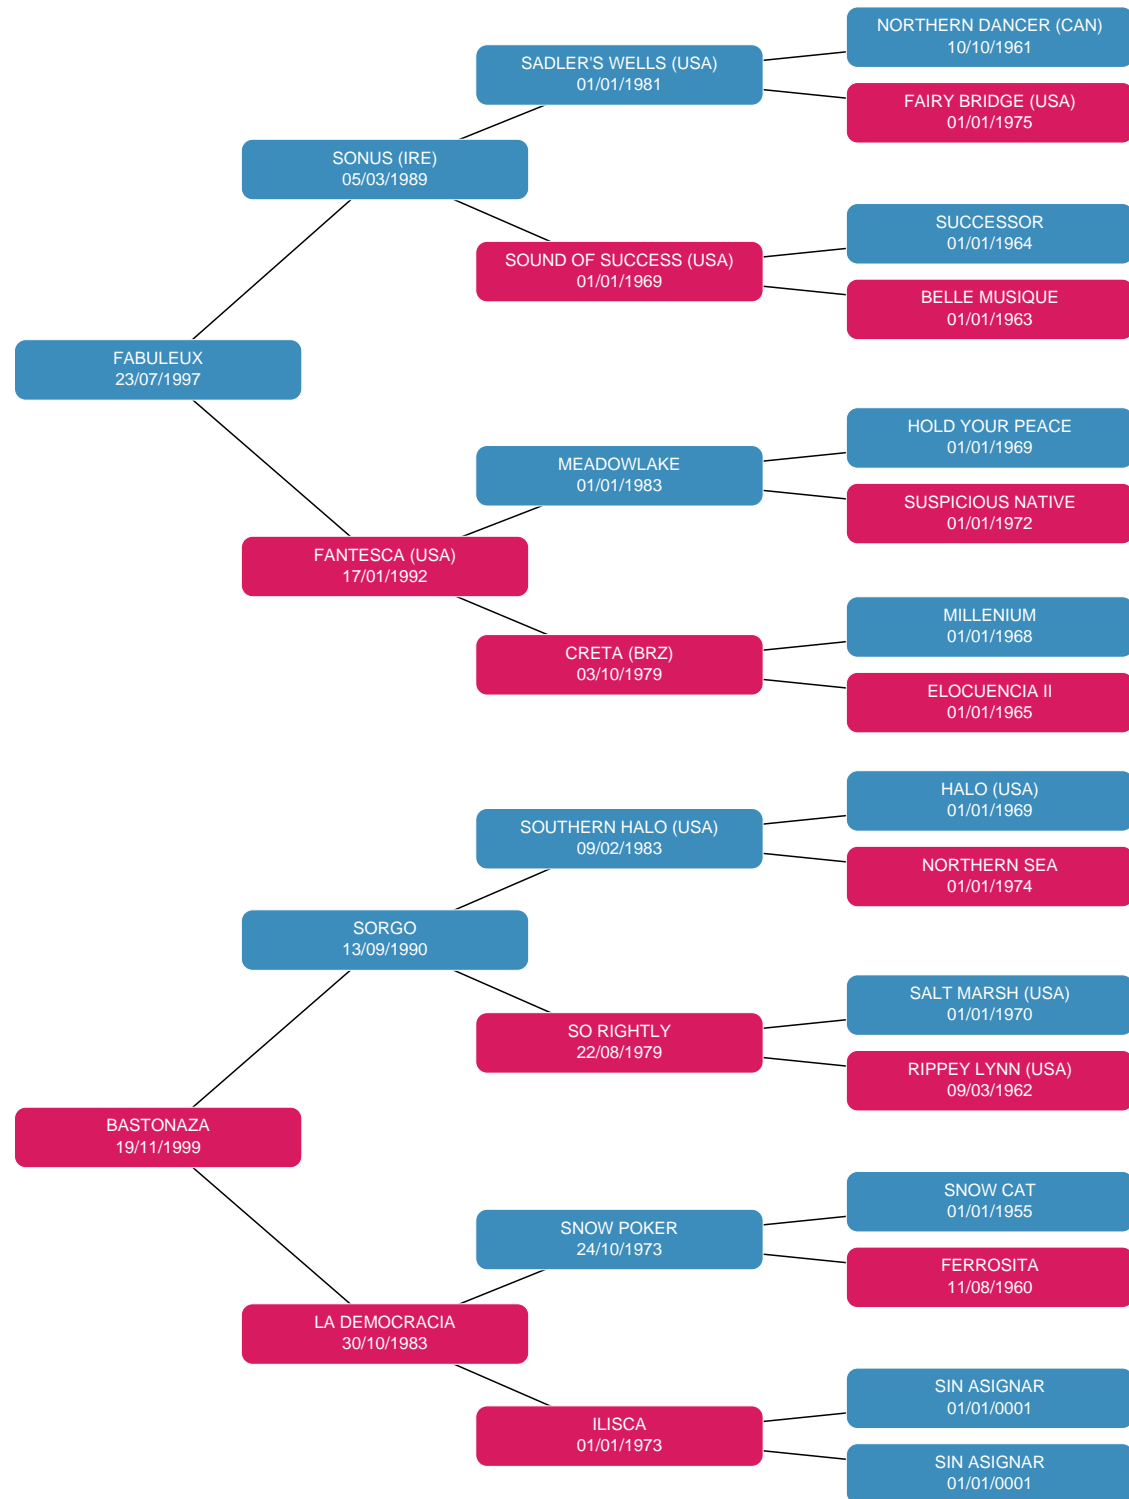 NORTHERN DANCER (CAN)
10/10/1961
SADLER'S WELLS (USA)
01/01/1981
FAIRY BRIDGE (USA)
01/01/1975
SONUS (IRE)
05/03/1989
SUCCESSOR
01/01/1964
SOUND OF SUCCESS (USA)
01/01/1969
BELLE MUSIQUE
01/01/1963
FABULEUX
23/07/1997
HOLD YOUR PEACE
01/01/1969
MEADOWLAKE
01/01/1983
SUSPICIOUS NATIVE
01/01/1972
FANTESCA (USA)
17/01/1992
MILLENIUM
01/01/1968
CRETA (BRZ)
03/10/1979
ELOCUENCIA II
01/01/1965
HALO (USA)
01/01/1969
SOUTHERN HALO (USA)
09/02/1983
NORTHERN SEA
01/01/1974
SORGO
13/09/1990
SALT MARSH (USA)
01/01/1970
SO RIGHTLY
22/08/1979
RIPPEY LYNN (USA)
09/03/1962
BASTONAZA
19/11/1999
SNOW CAT
01/01/1955
SNOW POKER
24/10/1973
FERROSITA
11/08/1960
LA DEMOCRACIA
30/10/1983
SIN ASIGNAR
01/01/0001
ILISCA
01/01/1973
SIN ASIGNAR
01/01/0001